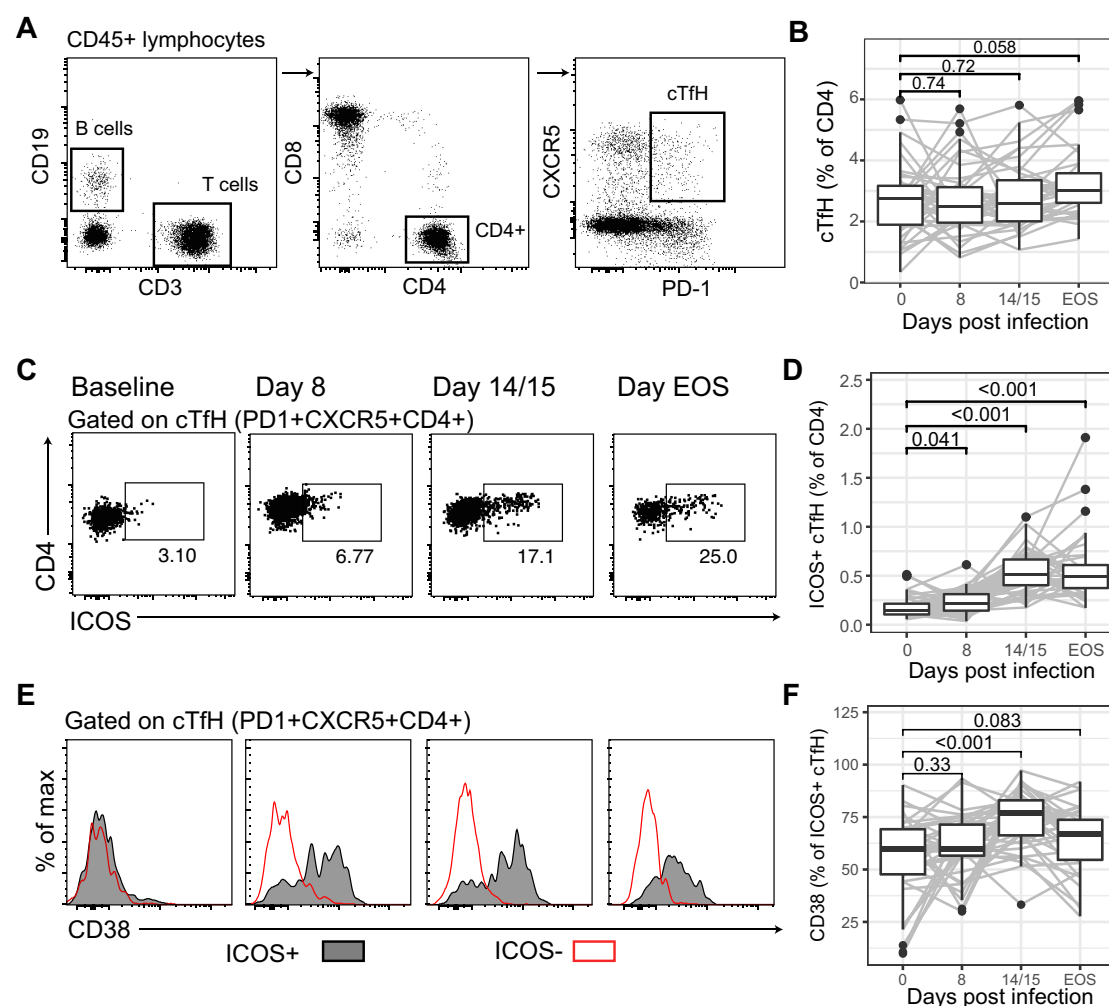 A
CD45+ lymphocytes
CD19
B cells
T cells
CD3
CD8
CD4+
CD4
CXCR5
cTfH
PD-1
B
cTfH (% of CD4)
6
4
2
0
0.058
0.72
0.74
0 8 14/15 EOS
Days post infection
C
Baseline Day 8 Day 14/15 Day EOS
Gated on cTfH (PD1+CXCR5+CD4+)
CD4
3.10 6.77 17.1 25.0
ICOS
D
ICOS+ cTfH (% of CD4)
2.5
2.0
1.5
1.0
0.5
0.0
<0.001
<0.001
0.041
0 8 14/15 EOS
Days post infection
E
Gated on cTfH (PD1+CXCR5+CD4+)
% of max
CD38
ICOS+ ICOS-
F
CD38 (% of ICOS+ cTfH)
125
100
75
50
25
0.083
<0.001
0.33
0 8 14/15 EOS
Days post infection